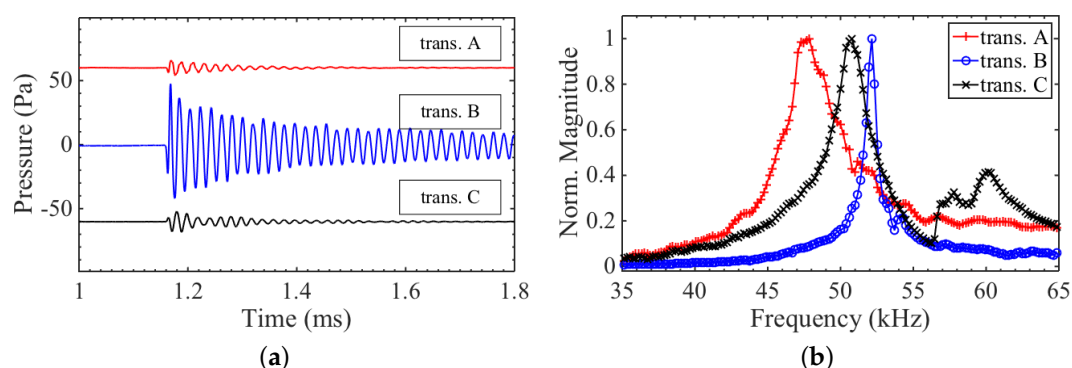 trans. A
trans. B
trans. C
50
0
-50
Pressure (Pa)
1
1.2
1.4
1.6
1.8
Time (ms)
(a)
trans. A
trans. B
trans. C
1
0.8
0.6
0.4
0.2
0
Norm. Magnitude
35
40
45
50
55
60
65
Frequency (kHz)
(b)